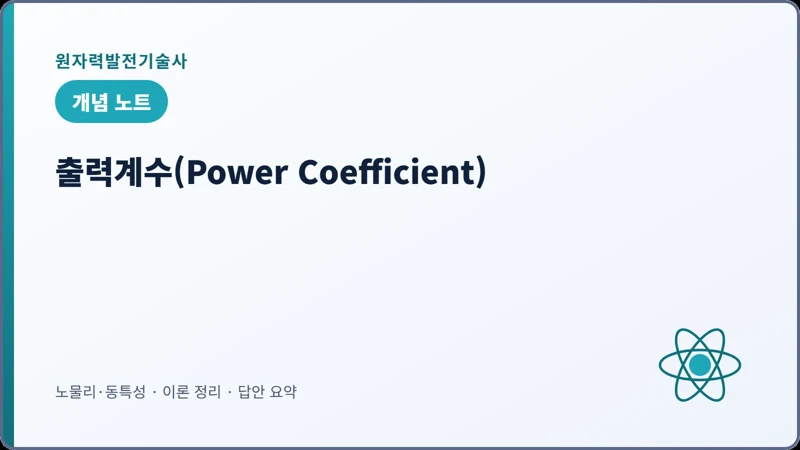 원자력발전기술사
개념 노트
출력계수(Power Coefficient)
노물리·동특성 · 이론 정리 · 답안 요약